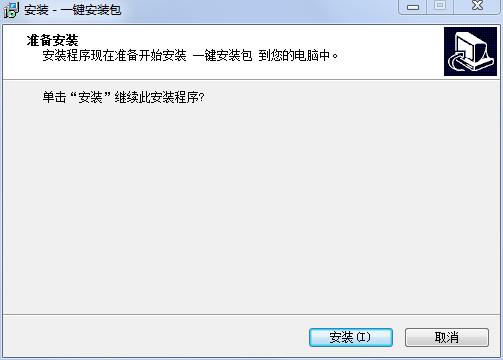 安装 - 一键安装包
准备安装
安装程序现在准备开始安装 一键安装包 到您的电脑中。
单击“安装”继续此安装程序?
安装(I)
取消